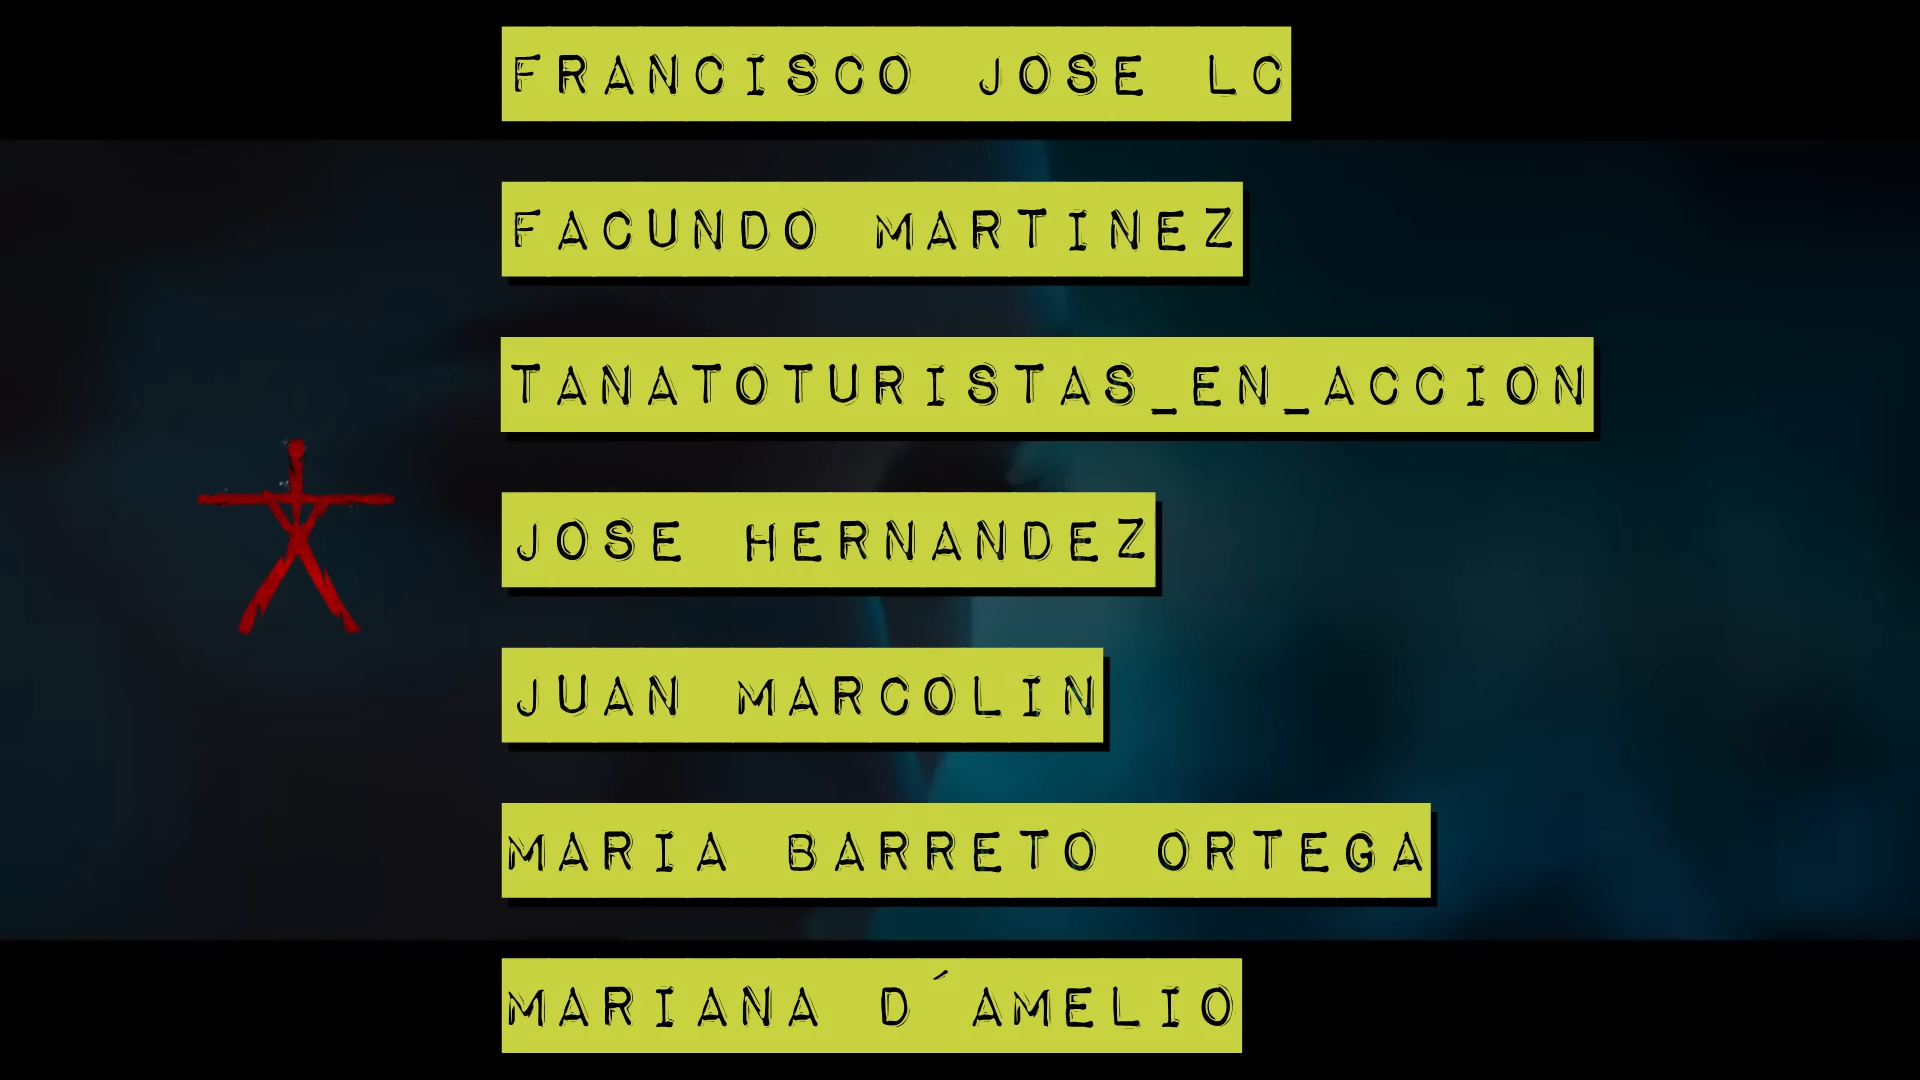 FRANCISCO JOSE LC
FACUNDO MARTINEZ
TANATOTURISTAS_EN_ACCION
JOSE HERNANDEZ
JUAN MARCOLIN
MARIA BARRETO ORTEGA
MARIANA D´AMELIO